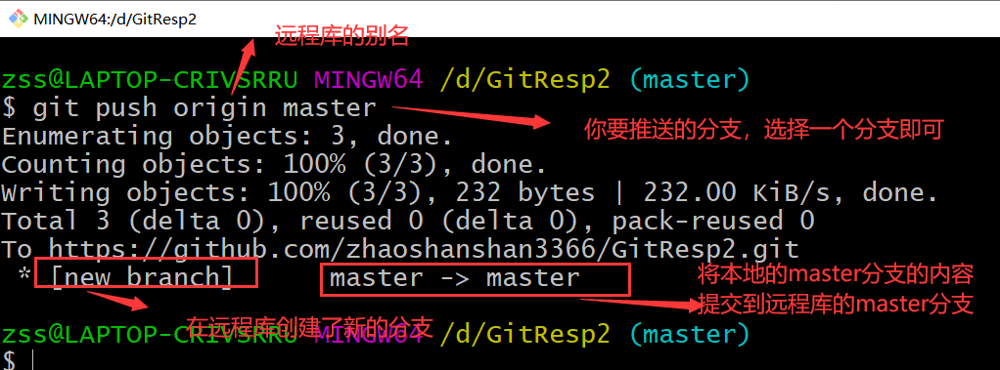 MINGW64:/d/GitResp2
远程库的别名
zss@LAPTOP-CRIVSRRU MINGW64 /d/GitResp2 (master)
$ git push origin master
你要推送的分支，选择一个分支即可
Enumerating objects: 3, done.
Counting objects: 100% (3/3), done.
Writing objects: 100% (3/3), 232 bytes | 232.00 KiB/s, done.
Total 3 (delta 0), reused 0 (delta 0), pack-reused 0
To https://github.com/zhaoshanshan3366/GitResp2.git
* [new branch] master -> master
将本地的master分支的内容
提交到远程库的master分支
在远程库创建了新的分支
zss@LAPTOP-CRIVSRRU MINGW64 /d/GitResp2 (master)
$